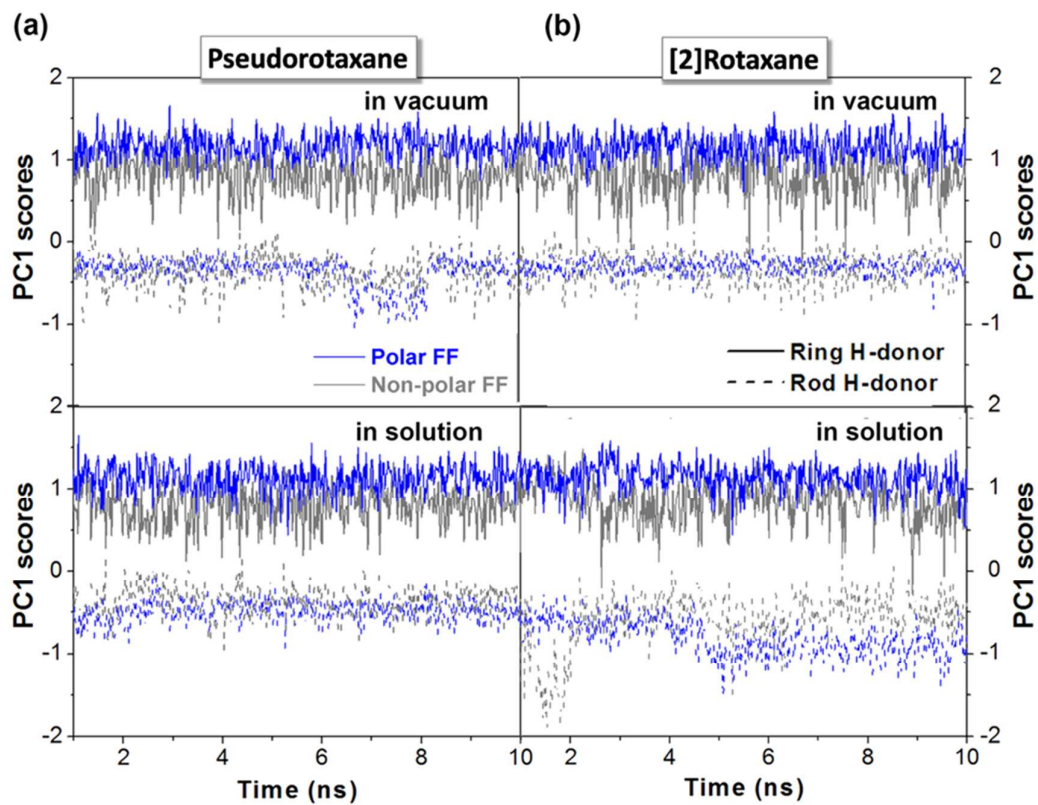 (a)
(b)
Pseudorotaxane
[2]Rotaxane
2
in vacuum
in vacuum
2
1
1
PC1 scores
0
0
PC1 scores
-1
-1
Polar FF
Non-polar FF
Ring H-donor
Rod H-donor
2
in solution
in solution
2
1
1
PC1 scores
0
0
PC1 scores
-1
-1
-2
-2
2 4 6 8 10 2 4 6 8 10
Time (ns)
Time (ns)